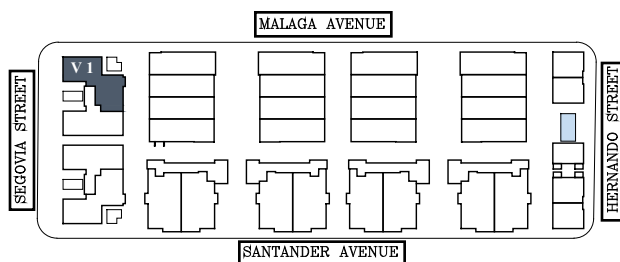 MALAGA AVENUE
V 1
SEGOVIA STREET
HERNANDO STREET
SANTANDER AVENUE